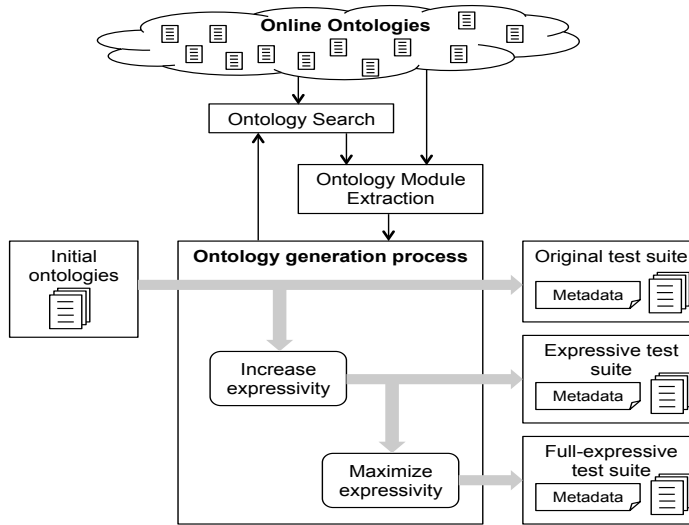 Online Ontologies
Ontology Search
Ontology Module
Extraction
Initial
ontologies
Ontology generation process
Original test suite
Metadata
Increase
expressivity
Expressive test
suite
Metadata
Maximize
expressivity
Full-expressive
test suite
Metadata